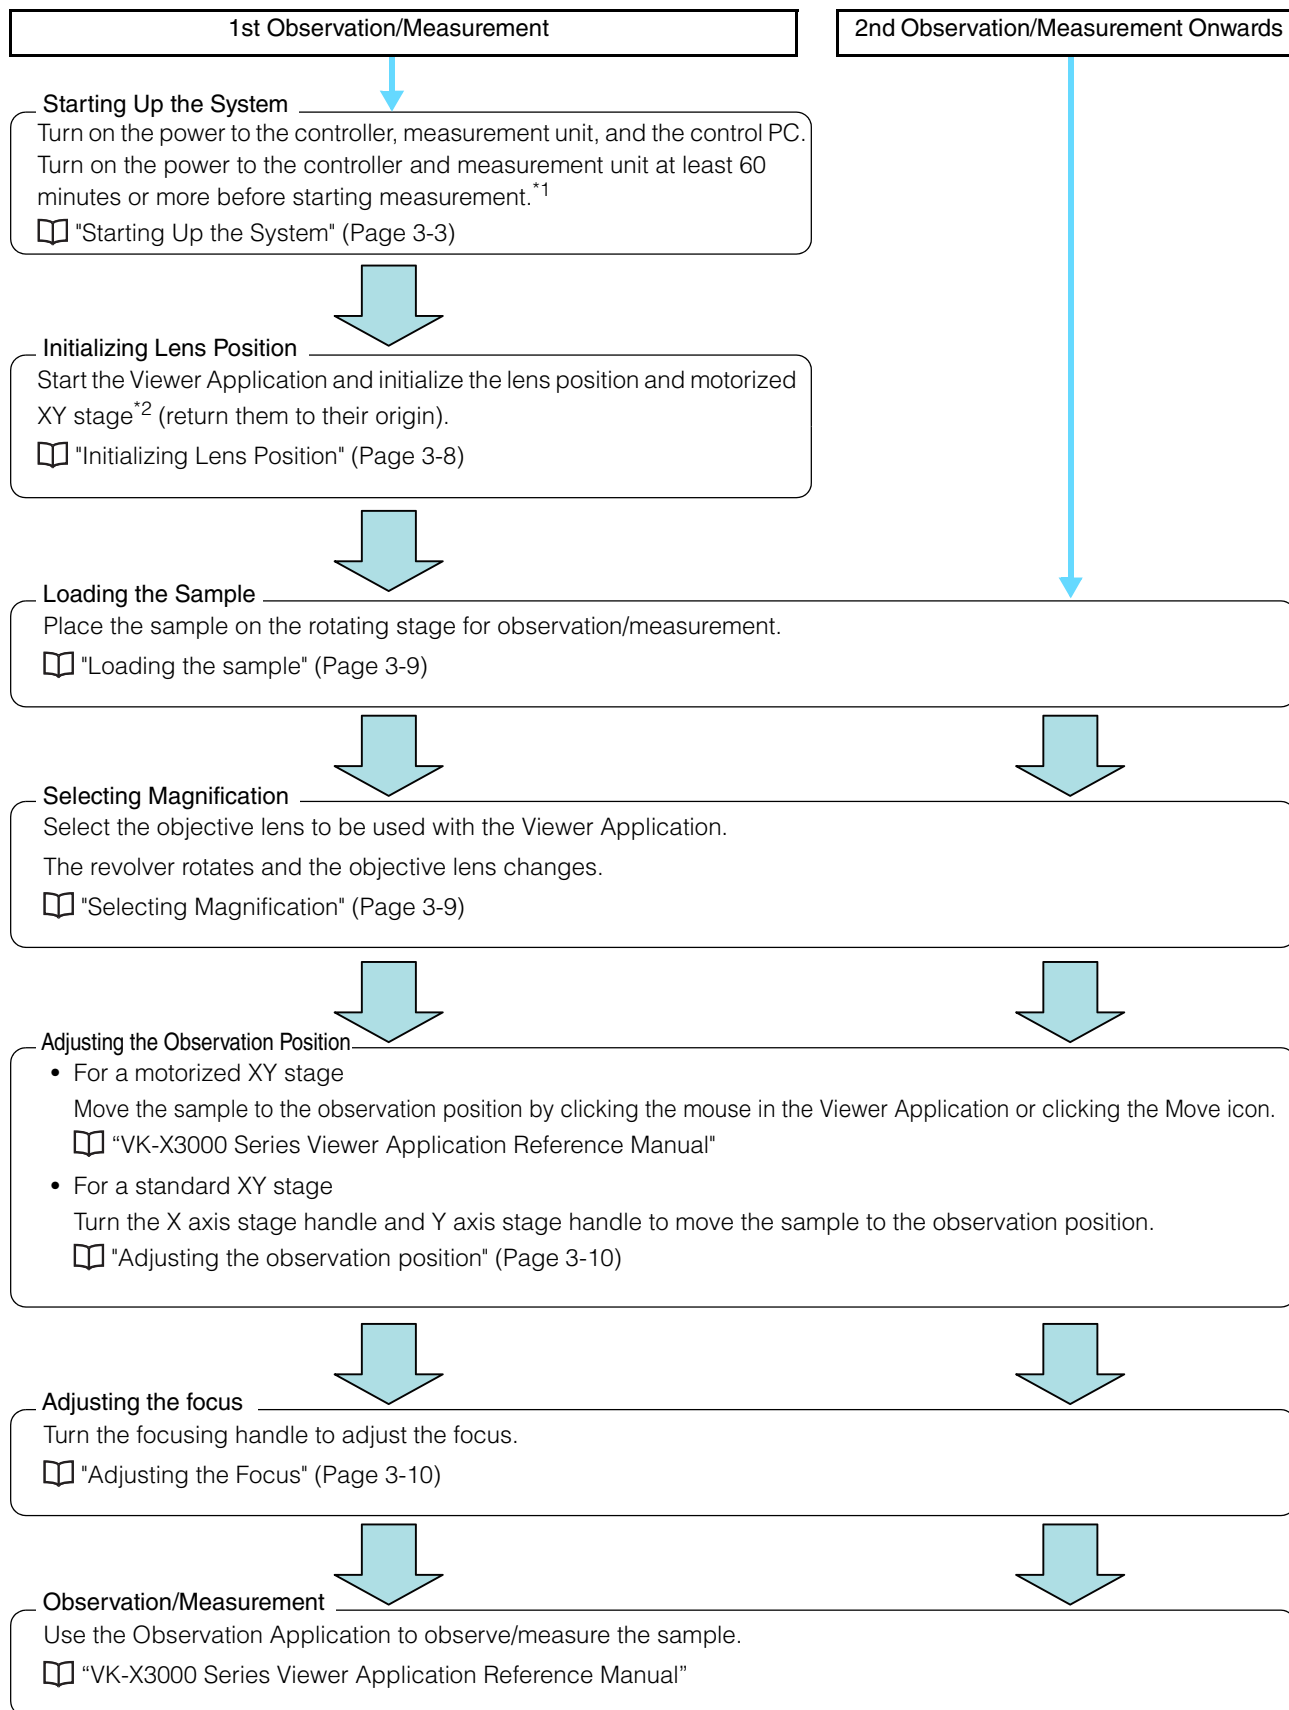 1st Observation/Measurement
2nd Observation/Measurement Onwards
Starting Up the System
Turn on the power to the controller, measurement unit, and the control PC.
Turn on the power to the controller and measurement unit at least 60
minutes or more before starting measurement.*1
"Starting Up the System" (Page 3-3)
Initializing Lens Position
Start the Viewer Application and initialize the lens position and motorized
XY stage*2 (return them to their origin).
"Initializing Lens Position" (Page 3-8)
Loading the Sample
Place the sample on the rotating stage for observation/measurement.
"Loading the sample" (Page 3-9)
Selecting Magnification
Select the objective lens to be used with the Viewer Application.
The revolver rotates and the objective lens changes.
"Selecting Magnification" (Page 3-9)
Adjusting the Observation Position
• For a motorized XY stage
Move the sample to the observation position by clicking the mouse in the Viewer Application or clicking the Move icon.
“VK-X3000 Series Viewer Application Reference Manual"
• For a standard XY stage
Turn the X axis stage handle and Y axis stage handle to move the sample to the observation position.
"Adjusting the observation position" (Page 3-10)
Adjusting the focus
Turn the focusing handle to adjust the focus.
"Adjusting the Focus" (Page 3-10)
Observation/Measurement
Use the Observation Application to observe/measure the sample.
“VK-X3000 Series Viewer Application Reference Manual”